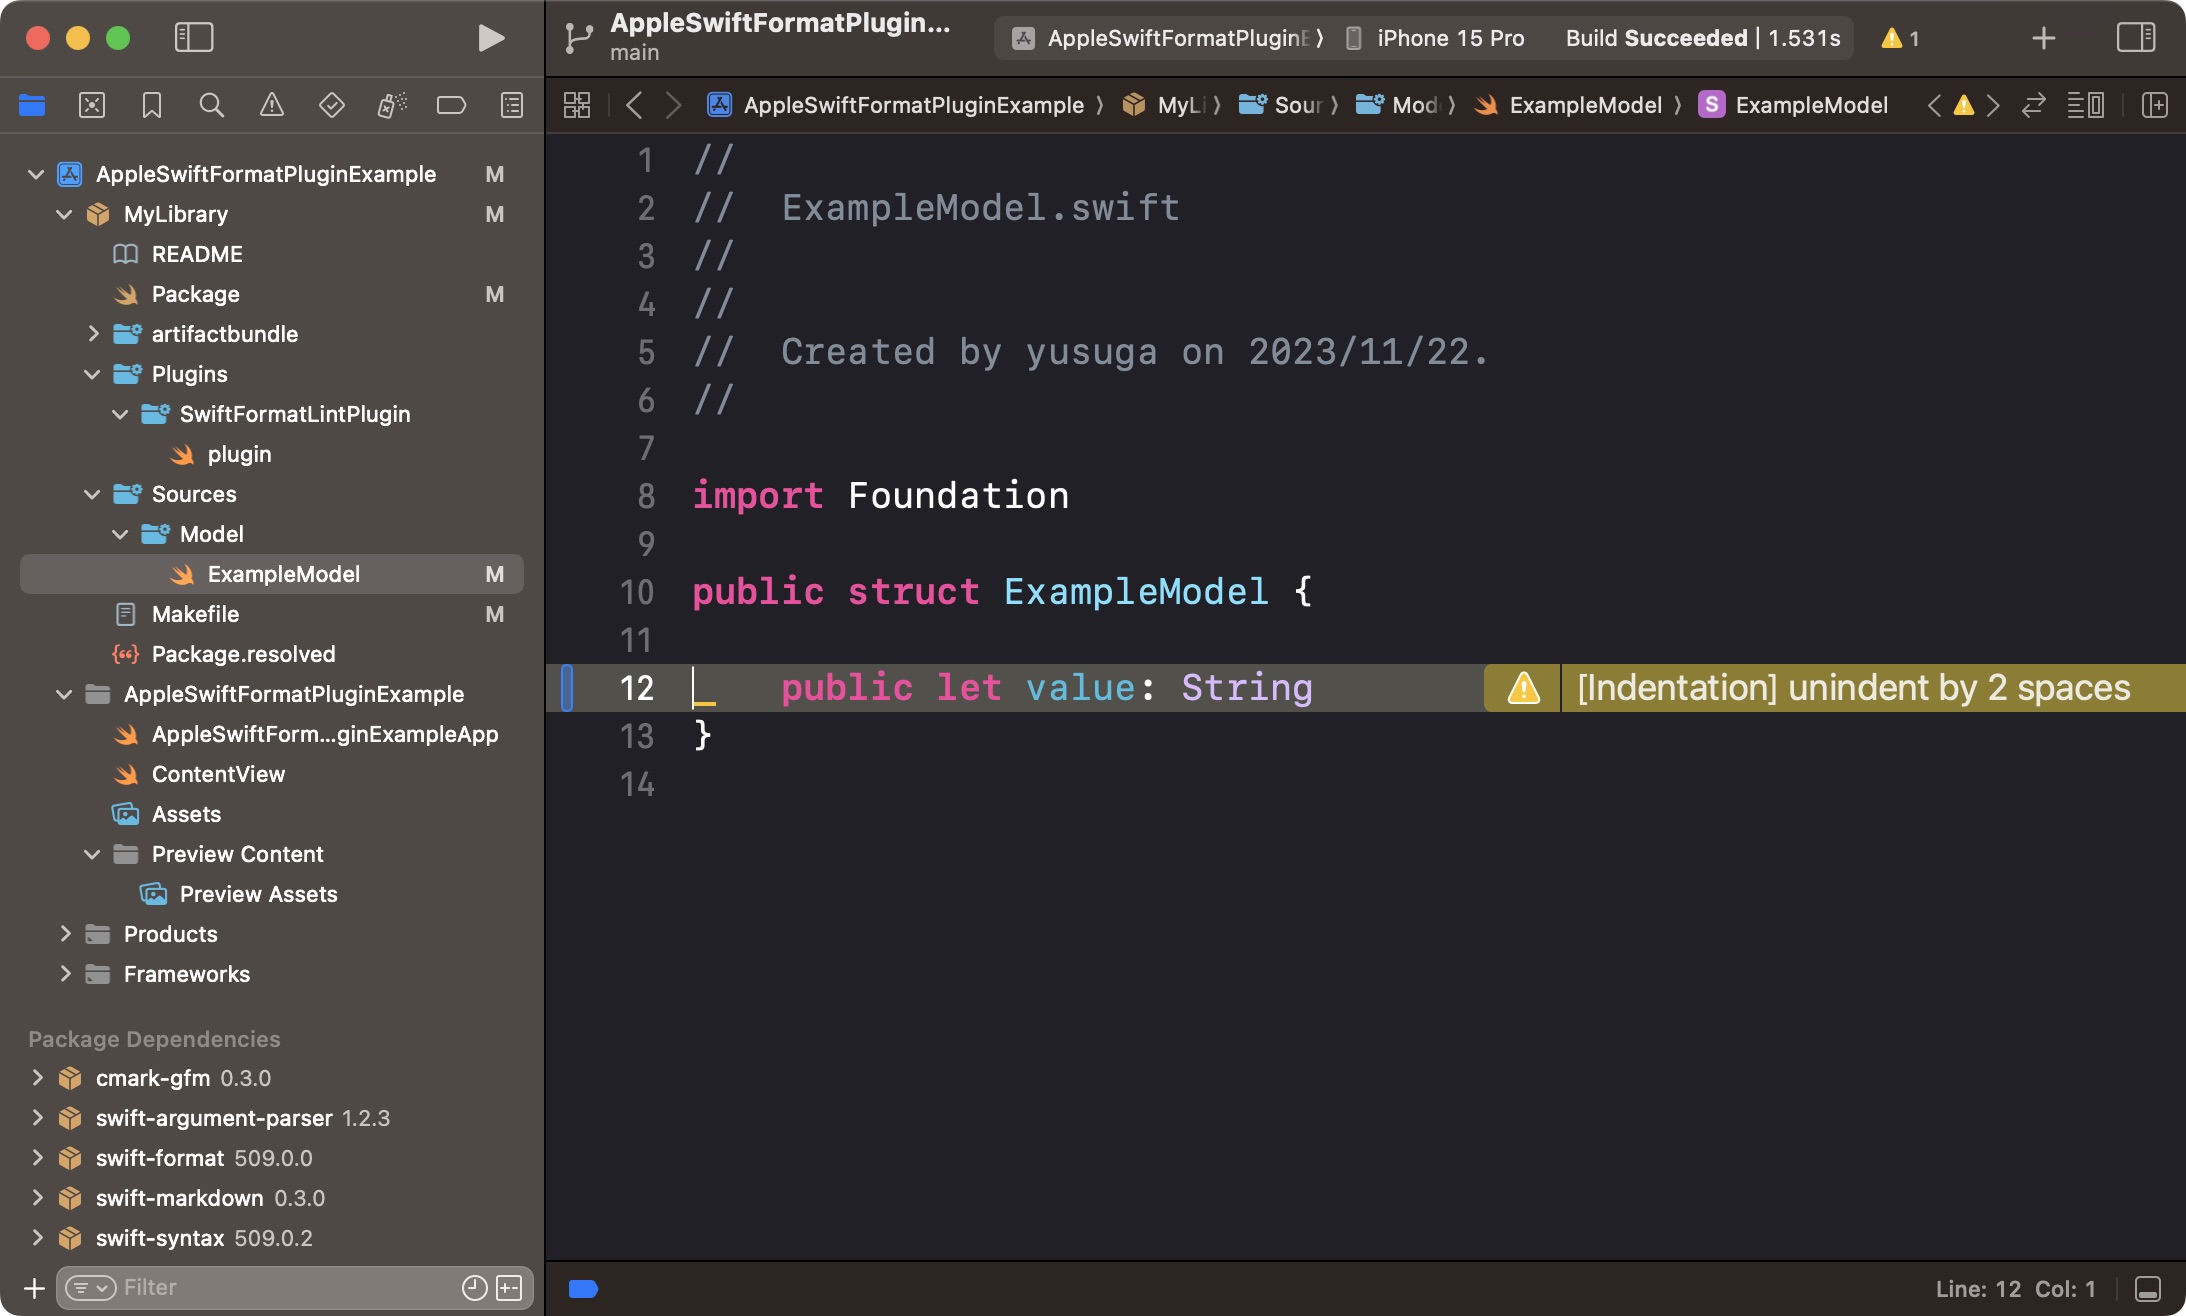 AppleSwiftFormatPlugin...
main
AppleSwiftFormatPluginE
iPhone 15 Pro
Build Succeeded | 1.531s
1
AppleSwiftFormatPluginExample
MyLi
Sour
Mod
ExampleModel
S ExampleModel
AppleSwiftFormatPluginExample M
MyLibrary M
README
Package M
artifactbundle
Plugins
SwiftFormatLintPlugin
plugin
Sources
Model
ExampleModel M
Makefile M
Package.resolved
AppleSwiftFormatPluginExample
AppleSwiftForm...ginExampleApp
ContentView
Assets
Preview Content
Preview Assets
Products
Frameworks
Package Dependencies
cmark-gfm 0.3.0
swift-argument-parser 1.2.3
swift-format 509.0.0
swift-markdown 0.3.0
swift-syntax 509.0.2
Filter
1 //
2 //  ExampleModel.swift
3 //
4 //
5 //  Created by yusuga on 2023/11/22.
6 //
7
8 import Foundation
9
10 public struct ExampleModel {
11
12     public let value: String
[Indentation] unindent by 2 spaces
13 }
14
Line: 12 Col: 1